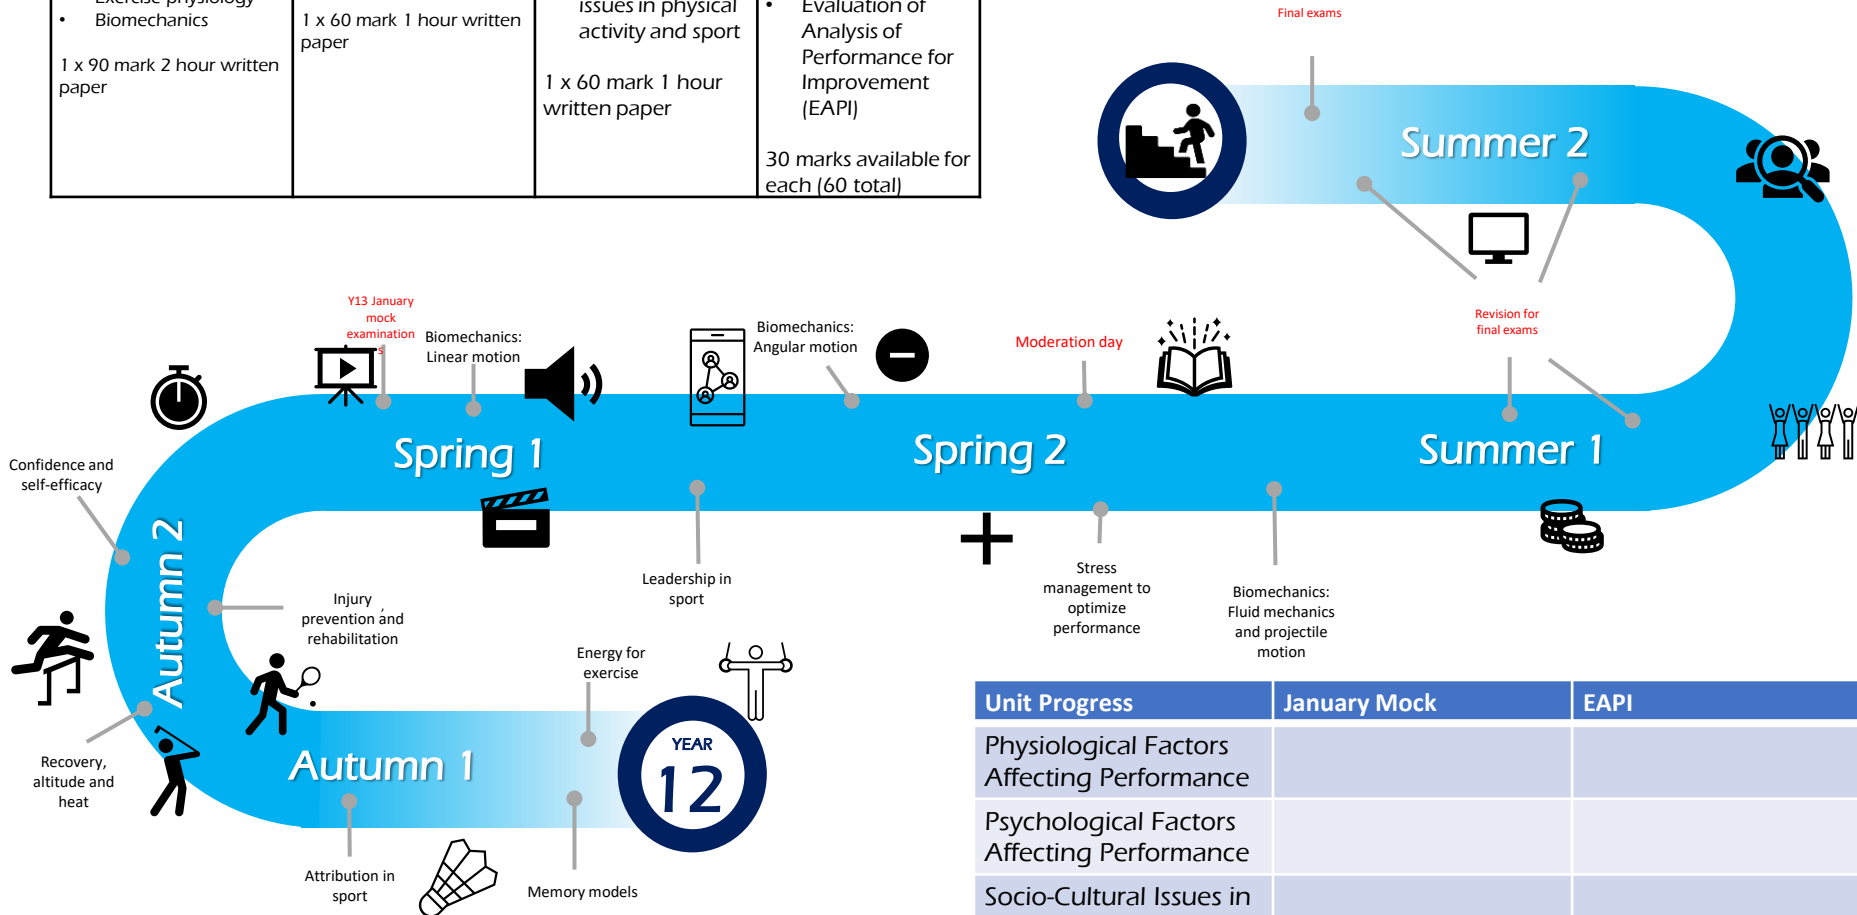 Exercise physiology
• Biomechanics
1 x 90 mark 2 hour written
paper
1 x 60 mark 1 hour written
paper
issues in physical
activity and sport
1 x 60 mark 1 hour
written paper
• Evaluation of
Analysis of
Performance for
Improvement
(EAPI)
30 marks available for
each (60 total)
Final exams
Summer 2
Revision for
final exams
Y13 January
mock
examination
s
Biomechanics:
Linear motion
Biomechanics:
Angular motion
Moderation day
Spring 1
Spring 2
Summer 1
Confidence and
self-efficacy
Autumn 2
Injury
prevention and
rehabilitation
,
Leadership in
sport
Stress
management to
optimize
performance
Biomechanics:
Fluid mechanics
and projectile
motion
Energy for
exercise
Recovery,
altitude and
heat
Autumn 1
YEAR
12
Attribution in
sport
Memory models
Unit Progress
January Mock
EAPI
Physiological Factors
Affecting Performance
Psychological Factors
Affecting Performance
Socio-Cultural Issues in